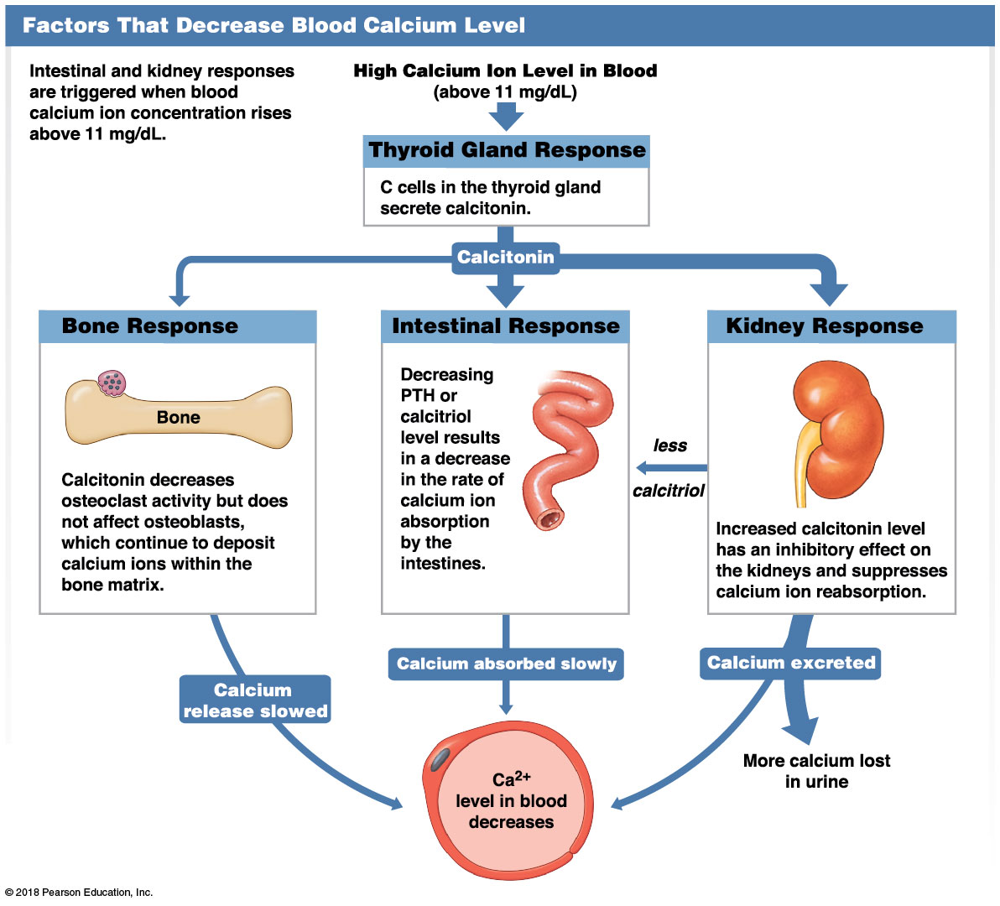 Factors That Decrease Blood Calcium Level
Intestinal and kidney responses
are triggered when blood
calcium ion concentration rises
above 11 mg/dL.
High Calcium Ion Level in Blood
(above 11 mg/dL)
Thyroid Gland Response
C cells in the thyroid gland
secrete calcitonin.
Calcitonin
Bone Response
Bone
Calcitonin decreases
osteoclast activity but does
not affect osteoblasts,
which continue to deposit
calcium ions within the
bone matrix.
Intestinal Response
Decreasing
PTH or
calcitriol
level results
in a decrease
in the rate of
calcium ion
absorption
by the
intestines.
less
calcitriol
Kidney Response
Increased calcitonin level
has an inhibitory effect on
the kidneys and suppresses
calcium ion reabsorption.
Calcium
release slowed
Calcium absorbed slowly
Calcium excreted
More calcium lost
in urine
Ca²⁺
level in blood
decreases
© 2018 Pearson Education, Inc.